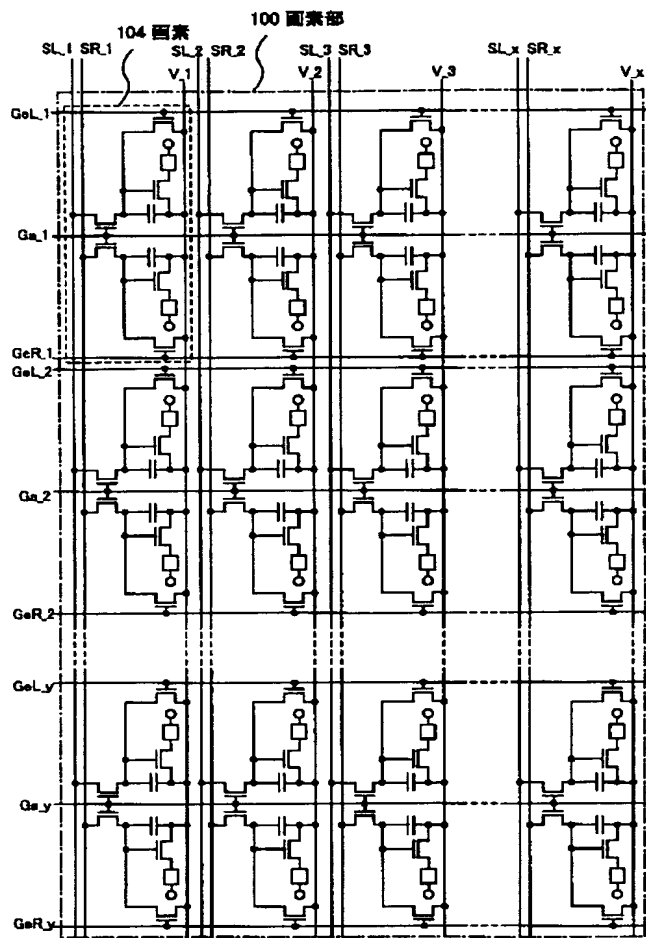 104 画素
100 画素部
SL_1 SR_1 SL_2 SR_2 SL_3 SR_3 SL_x SR_x
V_1 V_2 V_3 V_x
GeL_1
Ga_1
GeR_1
GeL_2
Ga_2
GeR_2
GeL_y
Ga_y
GeR_y